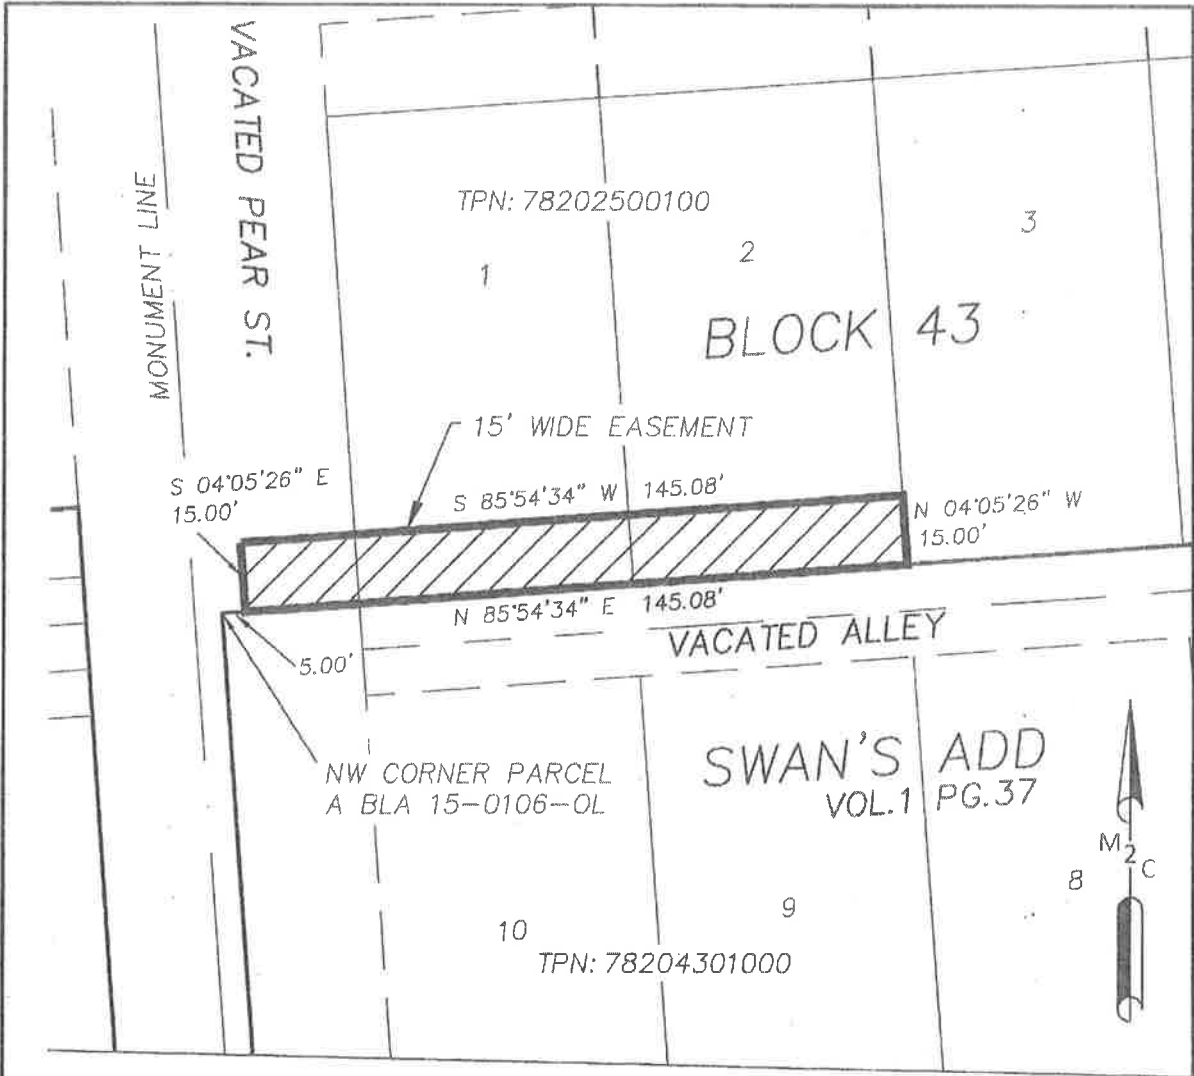 VACATED PEAR ST.
MONUMENT LINE
TPN: 78202500100
1
2
3
BLOCK 43
15' WIDE EASEMENT
S 04°05'26" E
15.00'
S 85°54'34" W 145.08'
N 04°05'26" W
15.00'
N 85°54'34" E 145.08'
VACATED ALLEY
5.00'
NW CORNER PARCEL
A BLA 15-0106-OL
SWAN'S ADD
VOL.1 PG.37
M2C
8
9
10
TPN: 78204301000